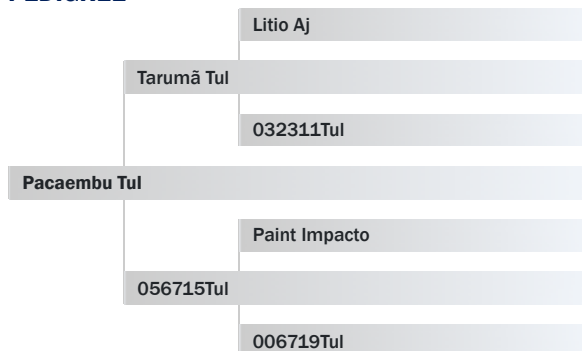 Litio Aj
Tarumã Tul
032311Tul
Pacaembu Tul
Paint Impacto
056715Tul
006719Tul